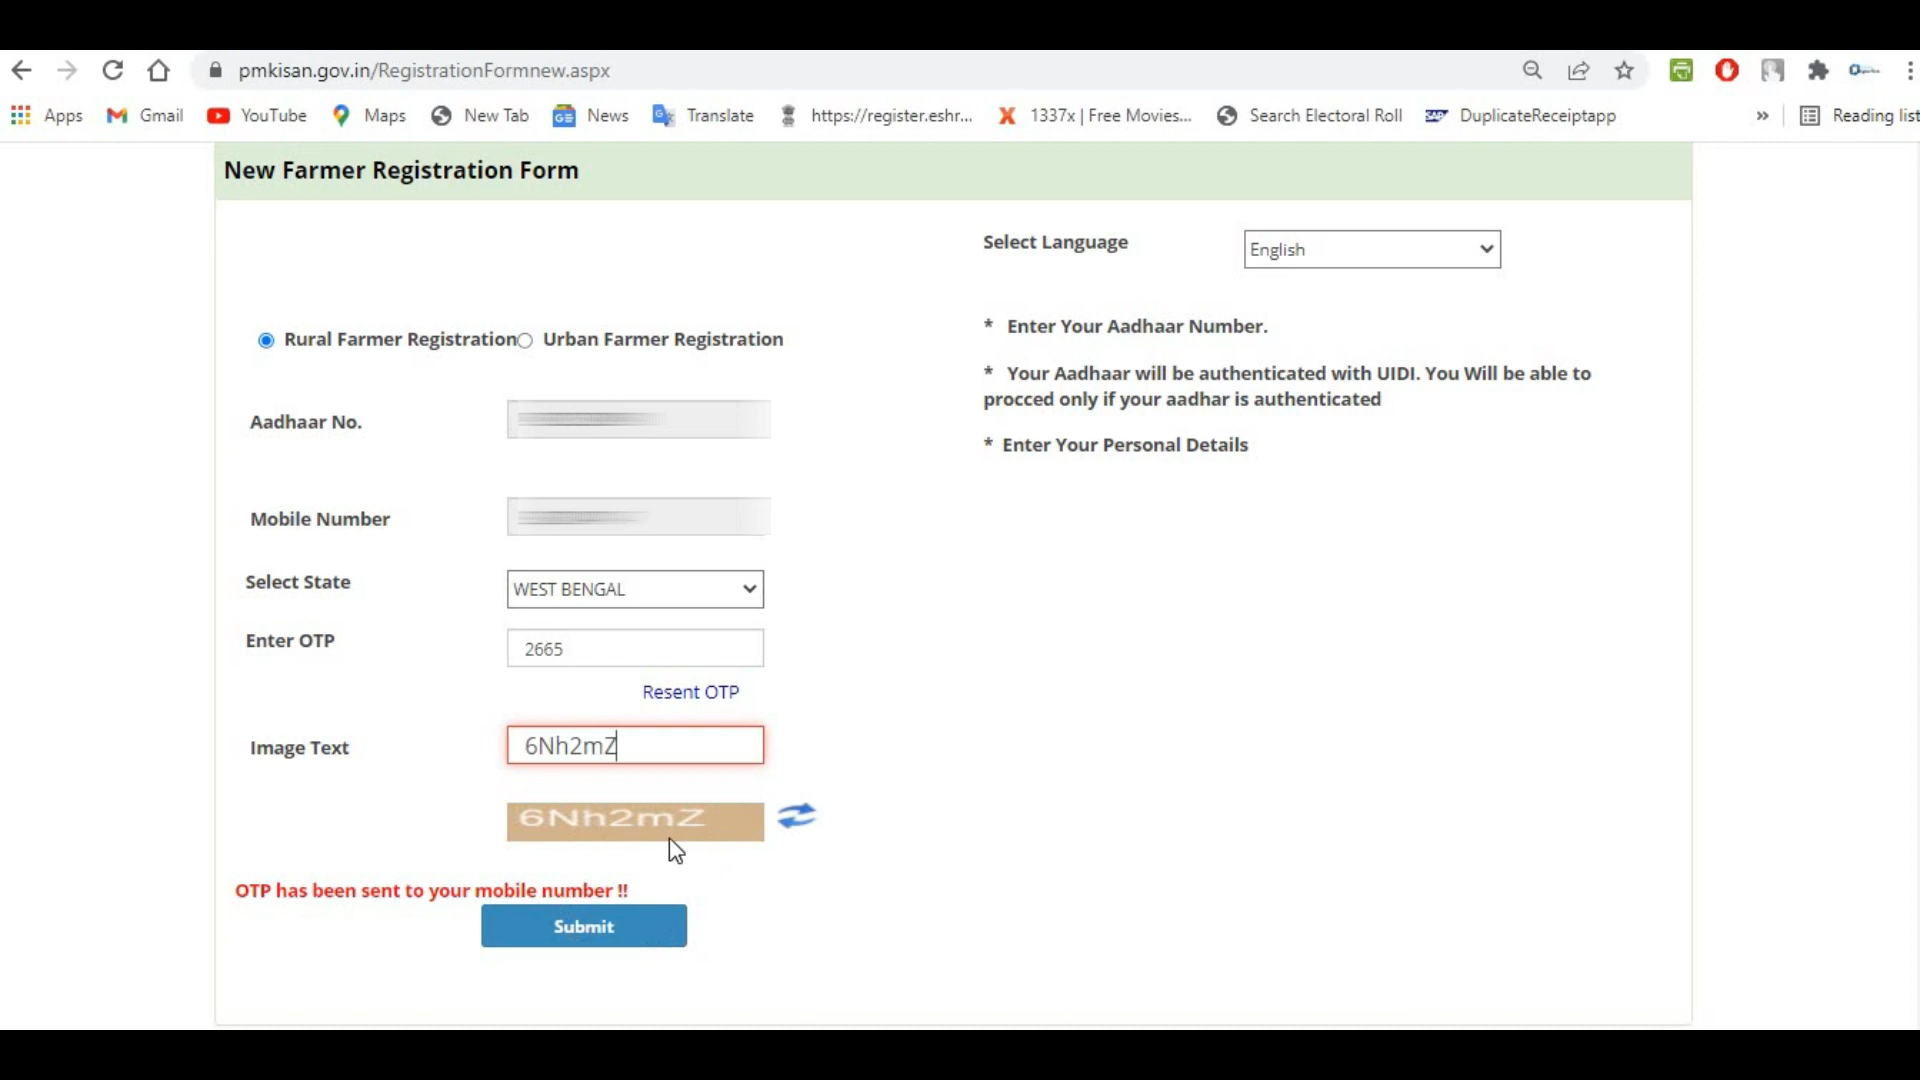 pmkisan.gov.in/RegistrationFormnew.aspx
Apps Gmail YouTube Maps New Tab News Translate https://register.eshr... 1337x | Free Movies... Search Electoral Roll DuplicateReceiptapp » Reading list
New Farmer Registration Form
Select Language English
Rural Farmer Registration Urban Farmer Registration
* Enter Your Aadhaar Number.
* Your Aadhaar will be authenticated with UIDI. You Will be able to
procced only if your aadhar is authenticated
* Enter Your Personal Details
Aadhaar No.
Mobile Number
Select State WEST BENGAL
Enter OTP 2665
Resent OTP
Image Text 6Nh2mZ
6Nh2mZ
OTP has been sent to your mobile number !!
Submit